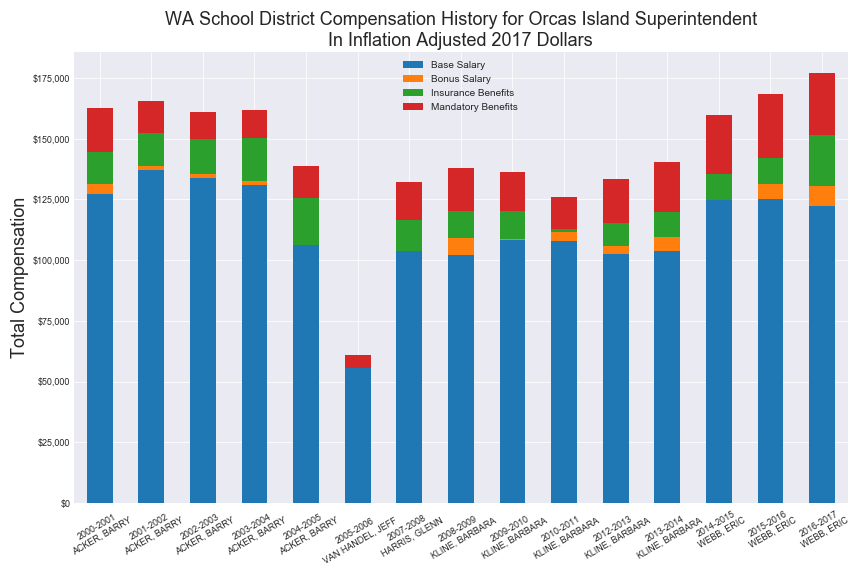 WA School District Compensation History for Orcas Island Superintendent
In Inflation Adjusted 2017 Dollars
Base Salary
Bonus Salary
Insurance Benefits
Mandatory Benefits
Total Compensation
$175,000
$150,000
$125,000
$100,000
$75,000
$50,000
$25,000
$0
2000-2001
ACKER, BARRY
2001-2002
ACKER, BARRY
2002-2003
ACKER, BARRY
2003-2004
ACKER, BARRY
2004-2005
ACKER, BARRY
2005-2006
VAN HANDEL, JEFF
2007-2008
HARRIS, GLENN
2008-2009
KLINE, BARBARA
2009-2010
KLINE, BARBARA
2010-2011
KLINE, BARBARA
2012-2013
KLINE, BARBARA
2013-2014
KLINE, BARBARA
2014-2015
WEBB, ERIC
2015-2016
WEBB, ERIC
2016-2017
WEBB, ERIC